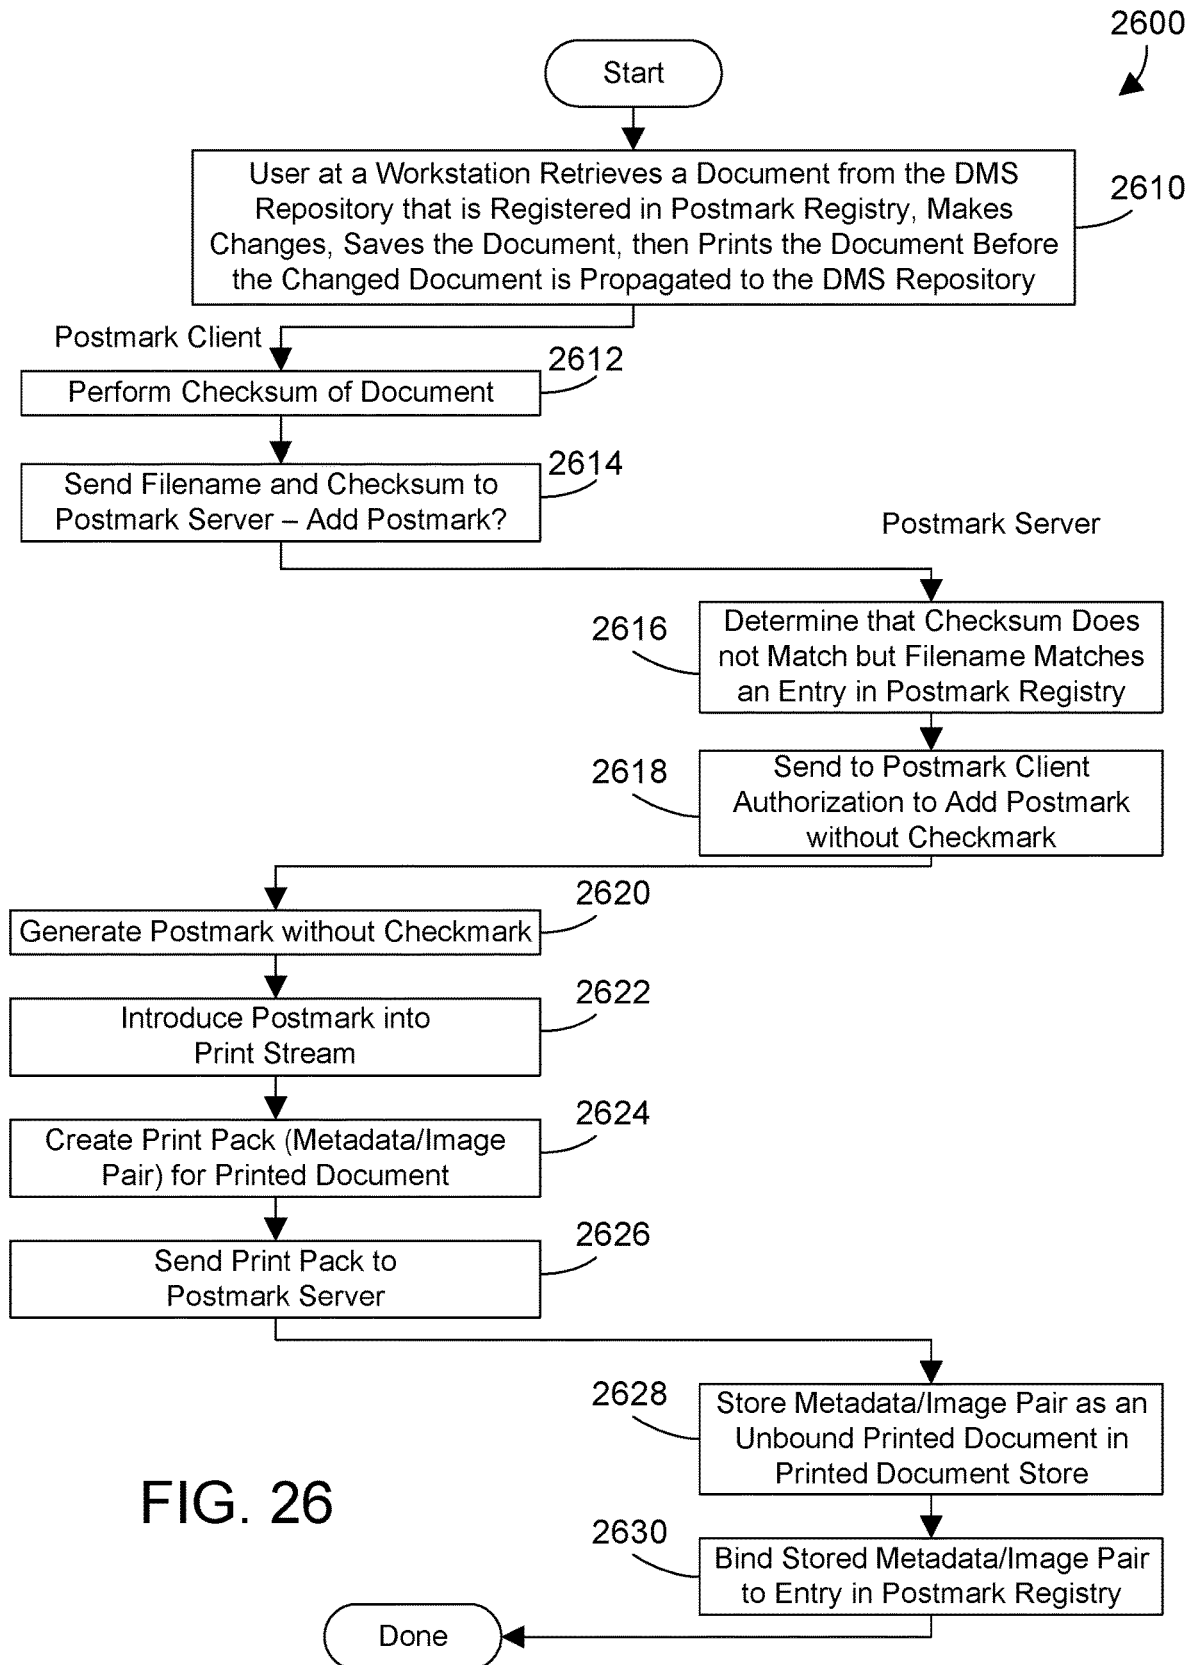 2600
Start
User at a Workstation Retrieves a Document from the DMS
Repository that is Registered in Postmark Registry, Makes
Changes, Saves the Document, then Prints the Document Before
the Changed Document is Propagated to the DMS Repository
2610
Postmark Client
2612
Perform Checksum of Document
2614
Send Filename and Checksum to
Postmark Server – Add Postmark?
Postmark Server
2616
Determine that Checksum Does
not Match but Filename Matches
an Entry in Postmark Registry
2618
Send to Postmark Client
Authorization to Add Postmark
without Checkmark
2620
Generate Postmark without Checkmark
2622
Introduce Postmark into
Print Stream
2624
Create Print Pack (Metadata/Image
Pair) for Printed Document
2626
Send Print Pack to
Postmark Server
2628
Store Metadata/Image Pair as an
Unbound Printed Document in
Printed Document Store
FIG. 26
2630
Bind Stored Metadata/Image Pair
to Entry in Postmark Registry
Done